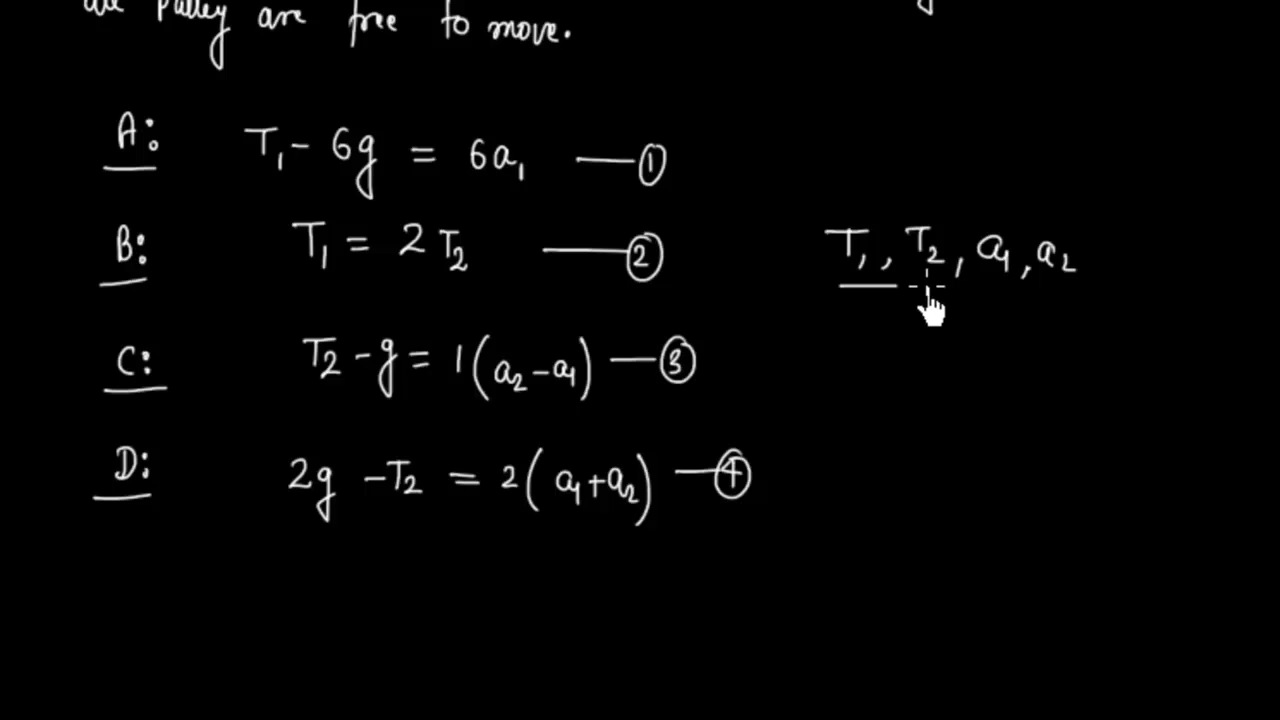 pulley are free to move.
A: T₁ - 6g = 6a₁ —①
B: T₁ = 2T₂ —②
T₁, T₂, a₁, a₂
C: T₂ - g = 1(a₂ - a₁) —③
D: 2g - T₂ = 2(a₁ + a₂) —④